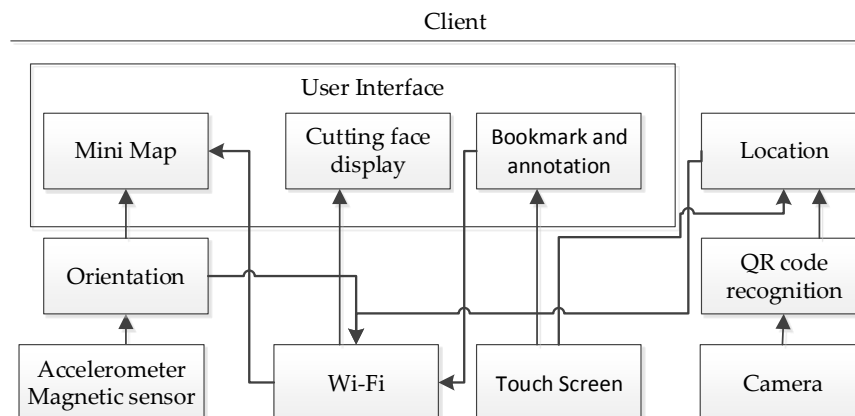 Client
User Interface
Mini Map
Cutting face
display
Bookmark and
annotation
Location
Orientation
QR code
recognition
Accelerometer
Magnetic sensor
Wi-Fi
Touch Screen
Camera